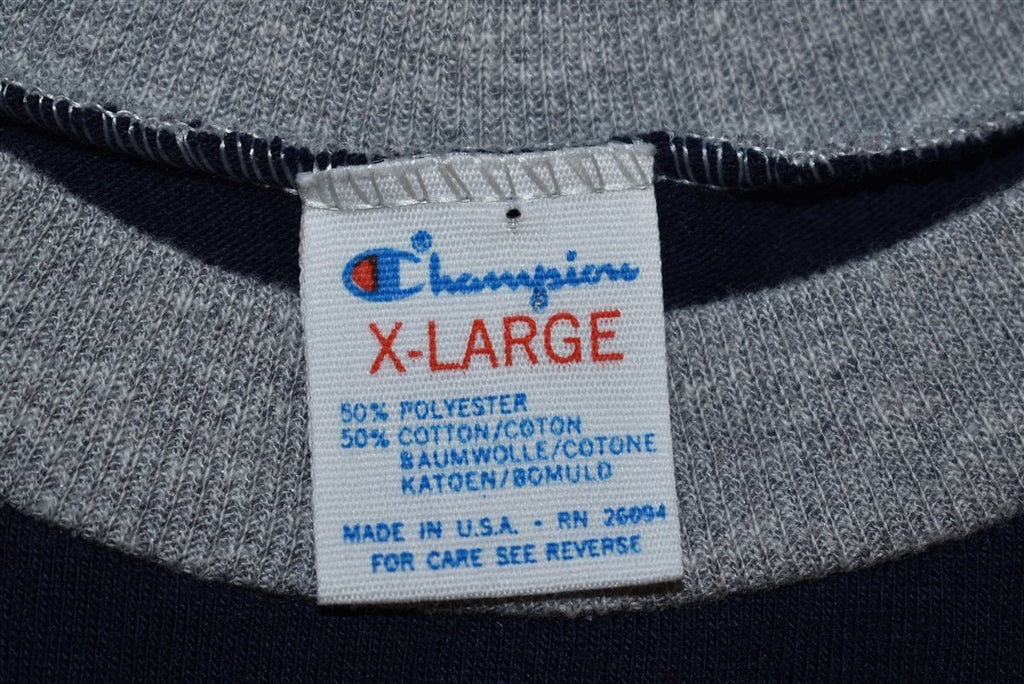 Champion®
X-LARGE
50% POLYESTER
50% COTTON/COTON
BAUMWOLLE/COTONE
KATOEN/BOMULD
MADE IN U.S.A. • RN 26094
FOR CARE SEE REVERSE